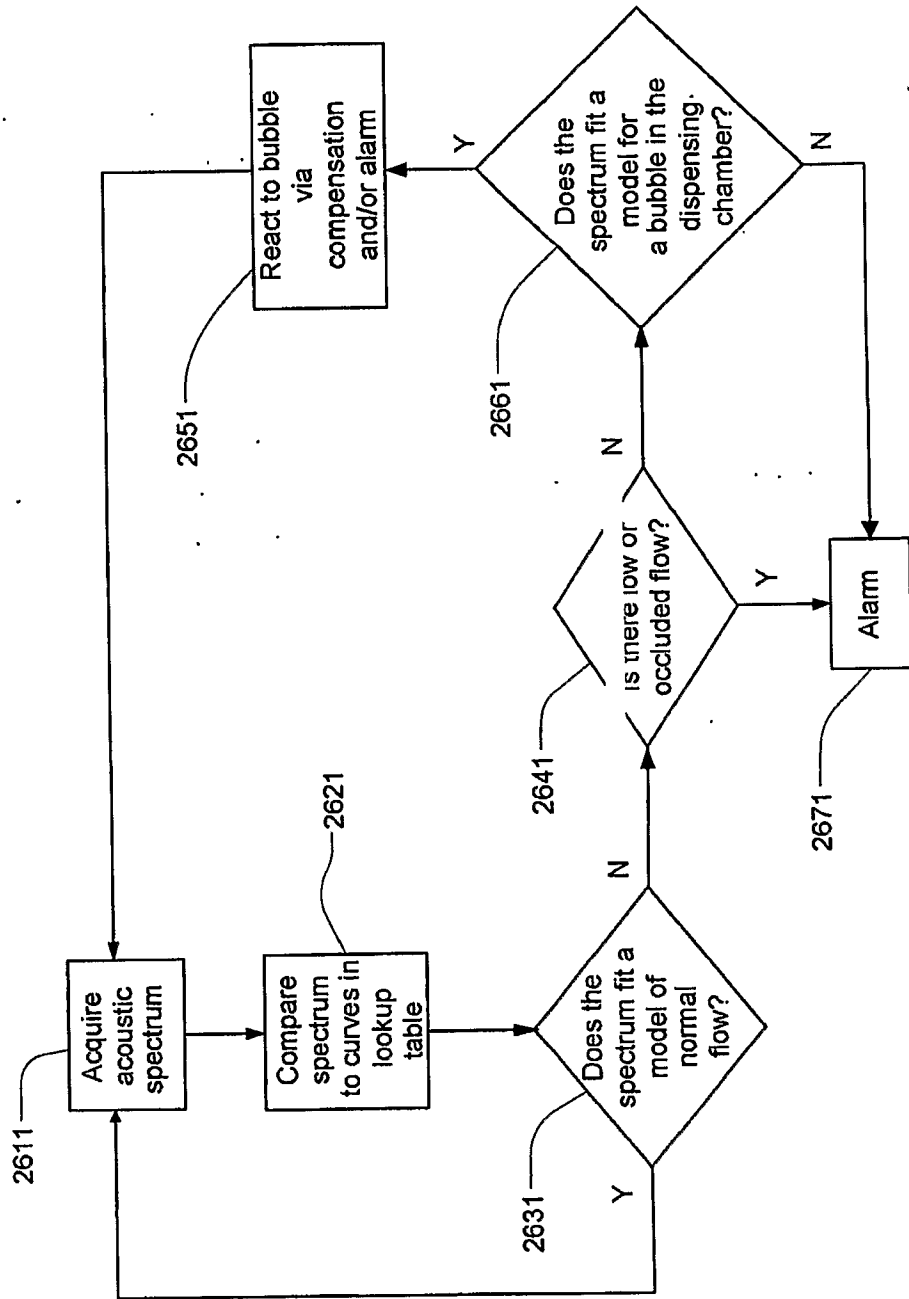 2611
Acquire
acoustic
spectrum
2621
Compare
spectrum
to curves in
lookup
table
2631
Does the
spectrum fit a
model of
normal
flow?
Y
N
2641
Is there low or
occluded flow?
N
Y
2651
React to bubble
via
compensation
and/or alarm
2661
Does the
spectrum fit a
model for
a bubble in the
dispensing
chamber?
Y
N
2671
Alarm